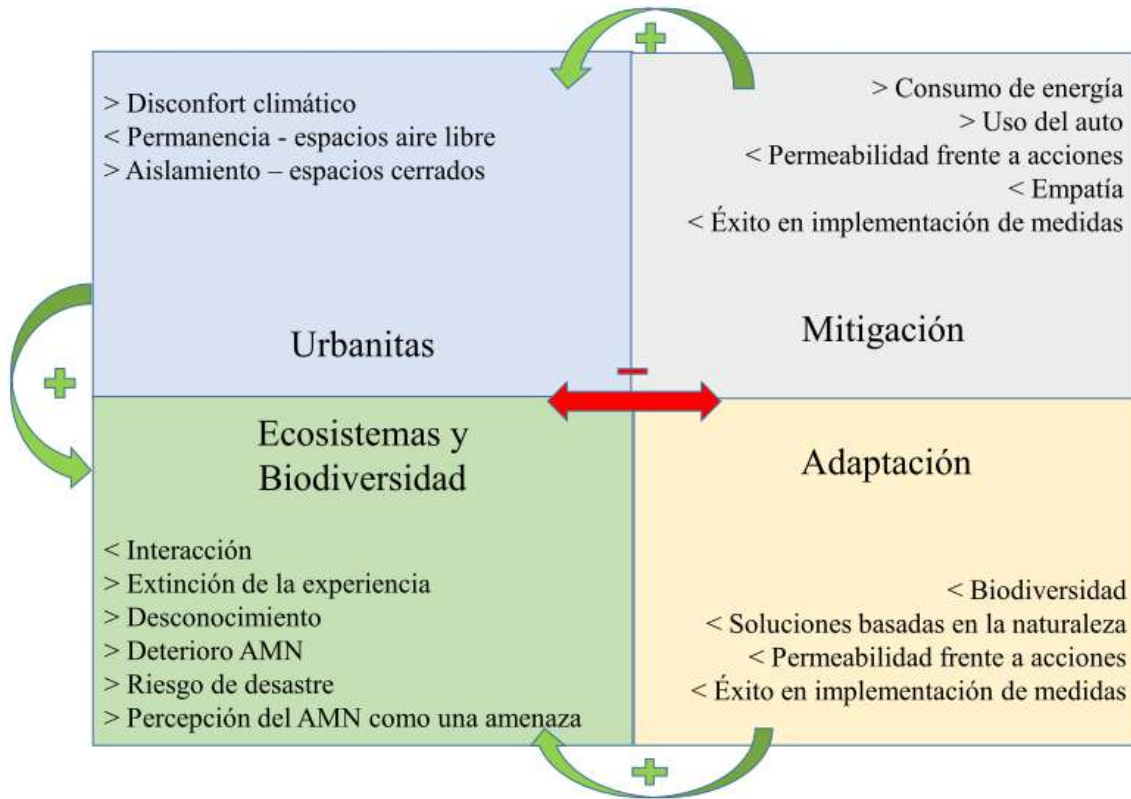 > Disconfort climático
< Permanencia - espacios aire libre
> Aislamiento – espacios cerrados
Urbanitas
> Consumo de energía
> Uso del auto
< Permeabilidad frente a acciones
< Empatía
< Éxito en implementación de medidas
Mitigación
Ecosistemas y
Biodiversidad
< Interacción
> Extinción de la experiencia
> Desconocimiento
> Deterioro AMN
> Riesgo de desastre
> Percepción del AMN como una amenaza
Adaptación
< Biodiversidad
< Soluciones basadas en la naturaleza
< Permeabilidad frente a acciones
< Éxito en implementación de medidas